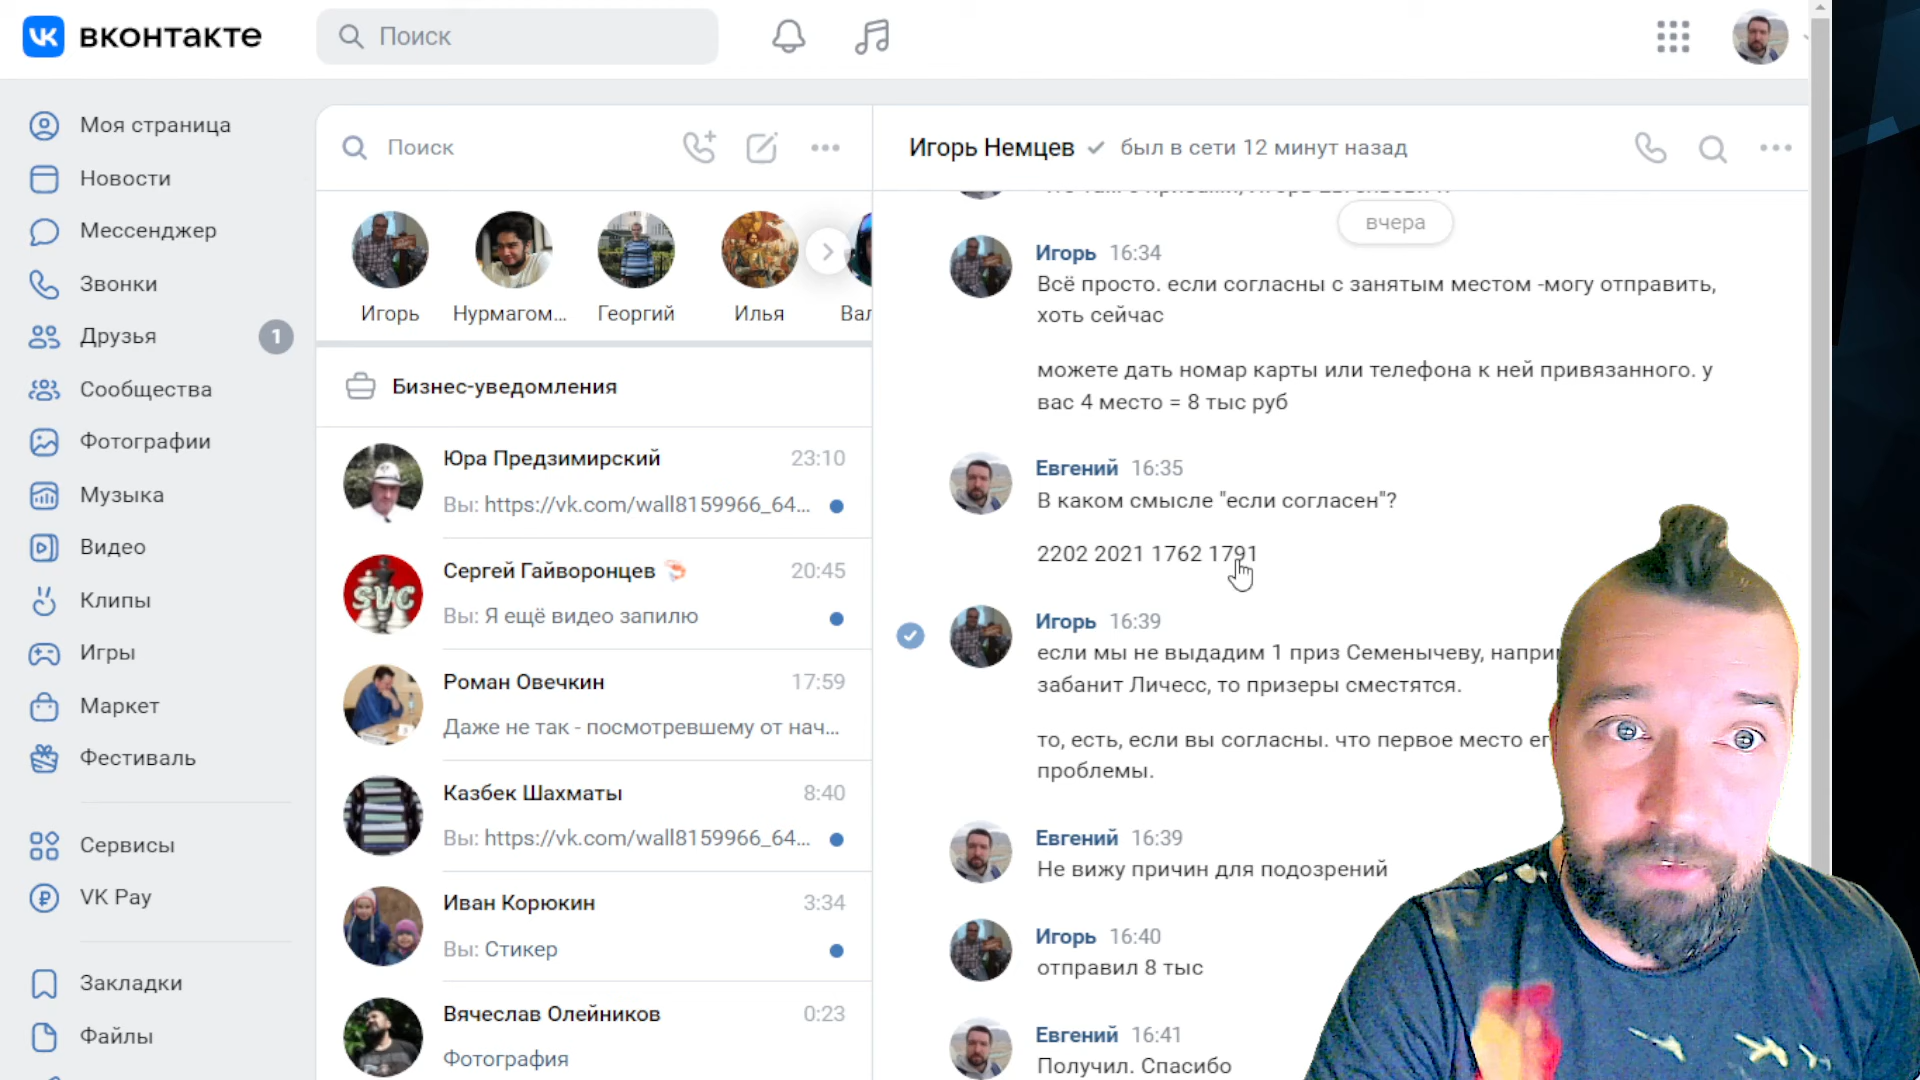 вконтакте
Поиск
Моя страница
Новости
Мессенджер
Звонки
Друзья
1
Сообщества
Фотографии
Музыка
Видео
Клипы
Игры
Маркет
Фестиваль
Сервисы
VK Pay
Закладки
Файлы
Поиск
Игорь
Нурмагом...
Георгий
Илья
Вал
Бизнес-уведомления
Юра Предзимирский 23:10
Вы: https://vk.com/wall8159966_64...
Сергей Гайворонцев 20:45
Вы: Я ещё видео запилю
SVC
Роман Овечкин 17:59
Даже не так - посмотревшему от нач...
Казбек Шахматы 8:40
Вы: https://vk.com/wall8159966_64...
Иван Корюкин 3:34
Вы: Стикер
Вячеслав Олейников 0:23
Фотография
Игорь Немцев был в сети 12 минут назад
вчера
Игорь 16:34
Всё просто. если согласны с занятым местом -могу отправить,
хоть сейчас
можете дать номар карты или телефона к ней привязанного. у
вас 4 место = 8 тыс руб
Евгений 16:35
В каком смысле "если согласен"?
2202 2021 1762 1791
Игорь 16:39
если мы не выдадим 1 приз Семенычеву, напри
забанит Личесс, то призеры сместятся.
то, есть, если вы согласны. что первое место ег
проблемы.
Евгений 16:39
Не вижу причин для подозрений
Игорь 16:40
отправил 8 тыс
Евгений 16:41
Получил. Спасибо